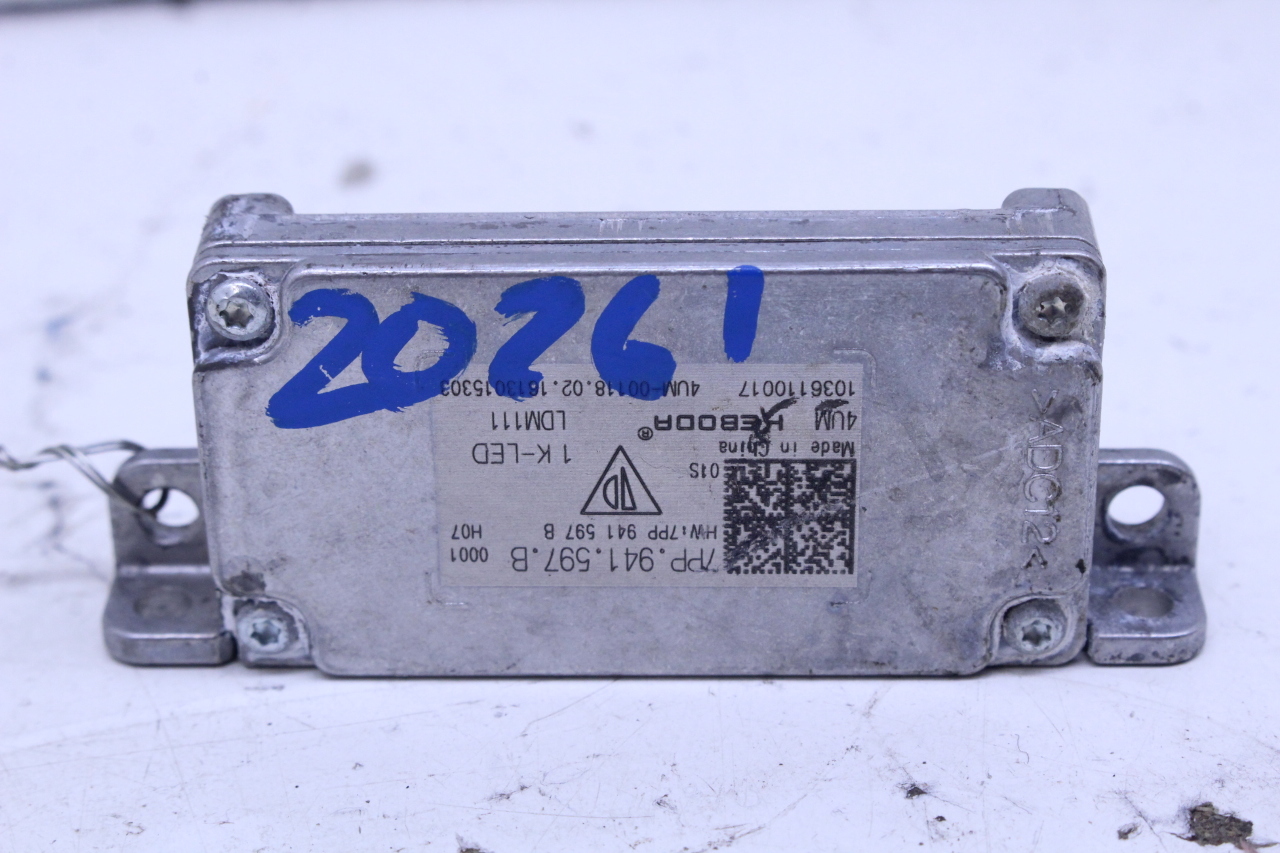 20261
7PP.941.597.B
0001
HW:7PP 941 597 B
H07
01S
1 K-LED
Made in China
4UM
KEBODA®
LDM111
1036110017
4UM-00118.02.1613015303
>ADC12<